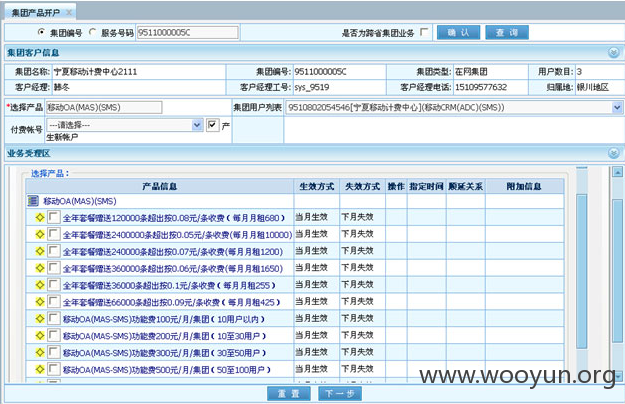 集团产品开户
集团编号 服务号码 9511000005C 是否为跨省集团业务 确认 查询
集团客户信息
集团名称: 宁夏移动计费中心2111 集团编号: 9511000005C 集团类型: 在网集团 用户数目: 3
客户经理: 韩冬 客户经理工号: sys_9519 客户经理电话: 15109577632 归属地: 银川地区
*选择产品 移动OA(MAS)(SMS) 集团用户列表 9510802054546[宁夏移动计费中心](移动CRM(ADC)(SMS))
付费帐号 ---请选择--- 产
生新帐户
业务受理区
选择产品:
产品信息 生效方式 失效方式 操作 指定时间 顺延关系 附加信息
移动OA(MAS)(SMS)
全年套餐赠送120000条超出按0.08元/条收费(每月月租680) 当月生效 下月失效
全年套餐赠送2400000条超出按0.05元/条收费(每月月租10000) 当月生效 下月失效
全年套餐赠送240000条超出按0.07元/条收费(每月月租1200) 当月生效 下月失效
全年套餐赠送360000条超出按0.06元/条收费(每月月租1650) 当月生效 下月失效
全年套餐赠送36000条超出按0.1元/条收费(每月月租255) 当月生效 下月失效
全年套餐赠送66000条超出按0.09元/条收费(每月月租425) 当月生效 下月失效
移动OA(MAS-SMS)功能费100元/月/集团(10用户以内) 当月生效 下月失效
移动OA(MAS-SMS)功能费200元/月/集团(10至30用户) 当月生效 下月失效
移动OA(MAS-SMS)功能费300元/月/集团(30至50用户) 当月生效 下月失效
移动OA(MAS-SMS)功能费500元/月/集团(50至100用户) 当月生效 下月失效
www.wooyun.org
重置 下一步